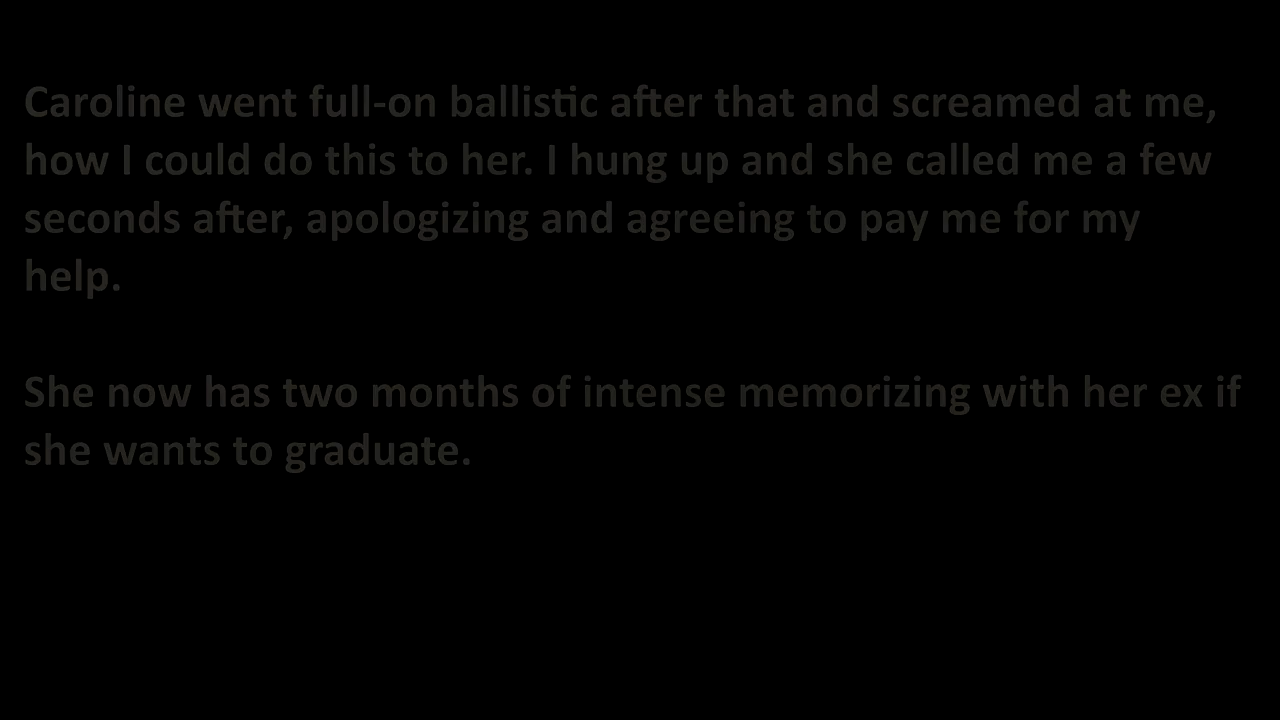 Caroline went full-on ballistic after that and screamed at me,
how I could do this to her. I hung up and she called me a few
seconds after, apologizing and agreeing to pay me for my
help.
She now has two months of intense memorizing with her ex if
she wants to graduate.